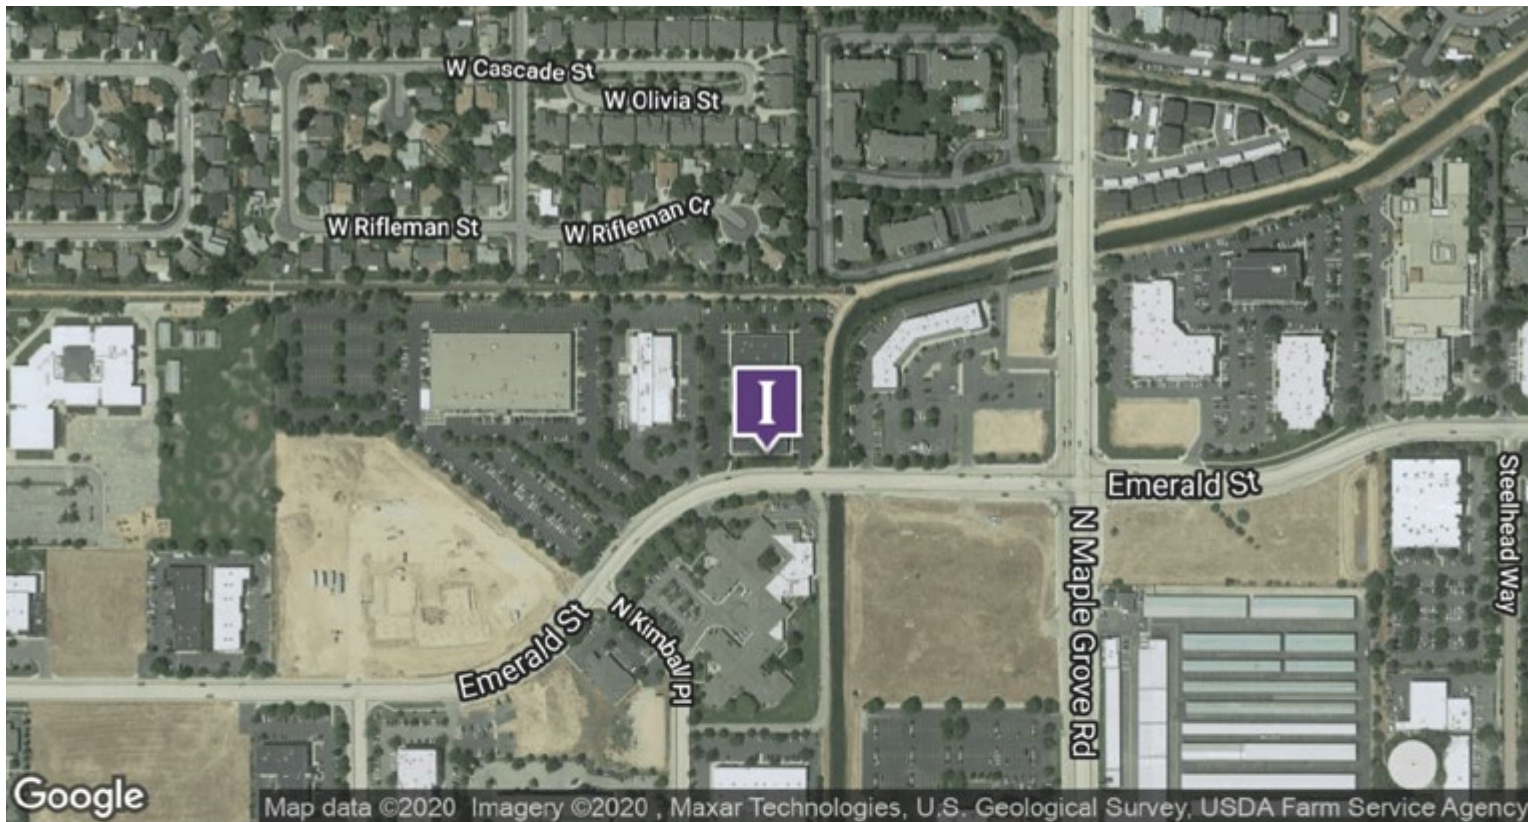 W Cascade St
W Olivia St
W Rifleman St
W Rifleman Ct
I
Emerald St
Steelhead Way
N Maple Grove Rd
N Kimball Pl
Emerald St
Google
Map data ©2020 Imagery ©2020 , Maxar Technologies, U.S. Geological Survey, USDA Farm Service Agency